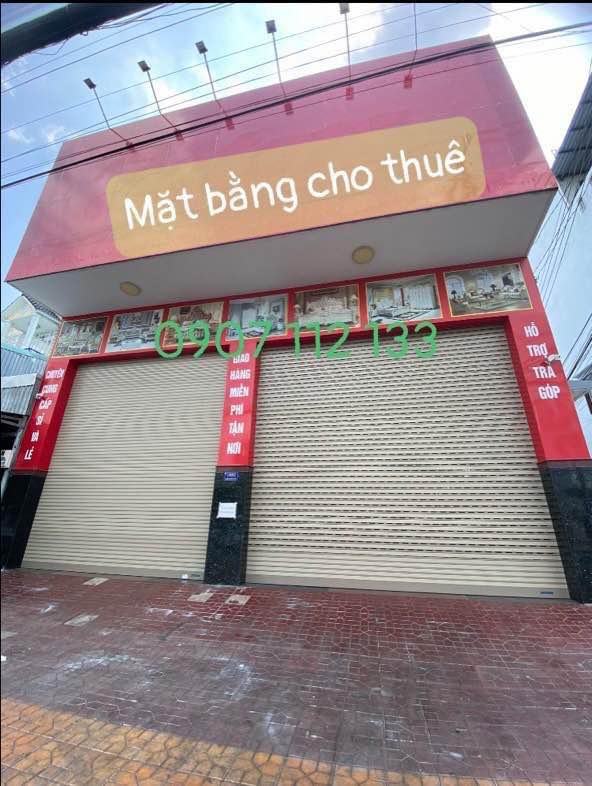 Mặt bằng cho thuê
0907 112 133
CHUYÊN
CUNG
CẤP
SỈ
VÀ
LẺ
GIAO
HÀNG
MIỄN
PHÍ
TẬN
NƠI
HỖ
TRỢ
TRẢ
GÓP